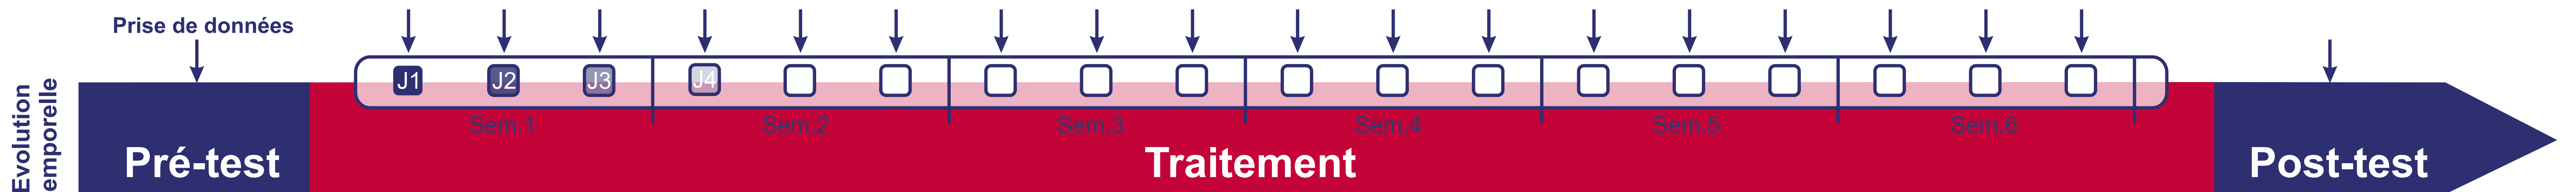 Prise de données
J1 J2 J3 J4
Sem.1 Sem.2 Sem.3 Sem.4 Sem.5 Sem.6
Evolution
emporelle
Pré-test Traitement Post-test